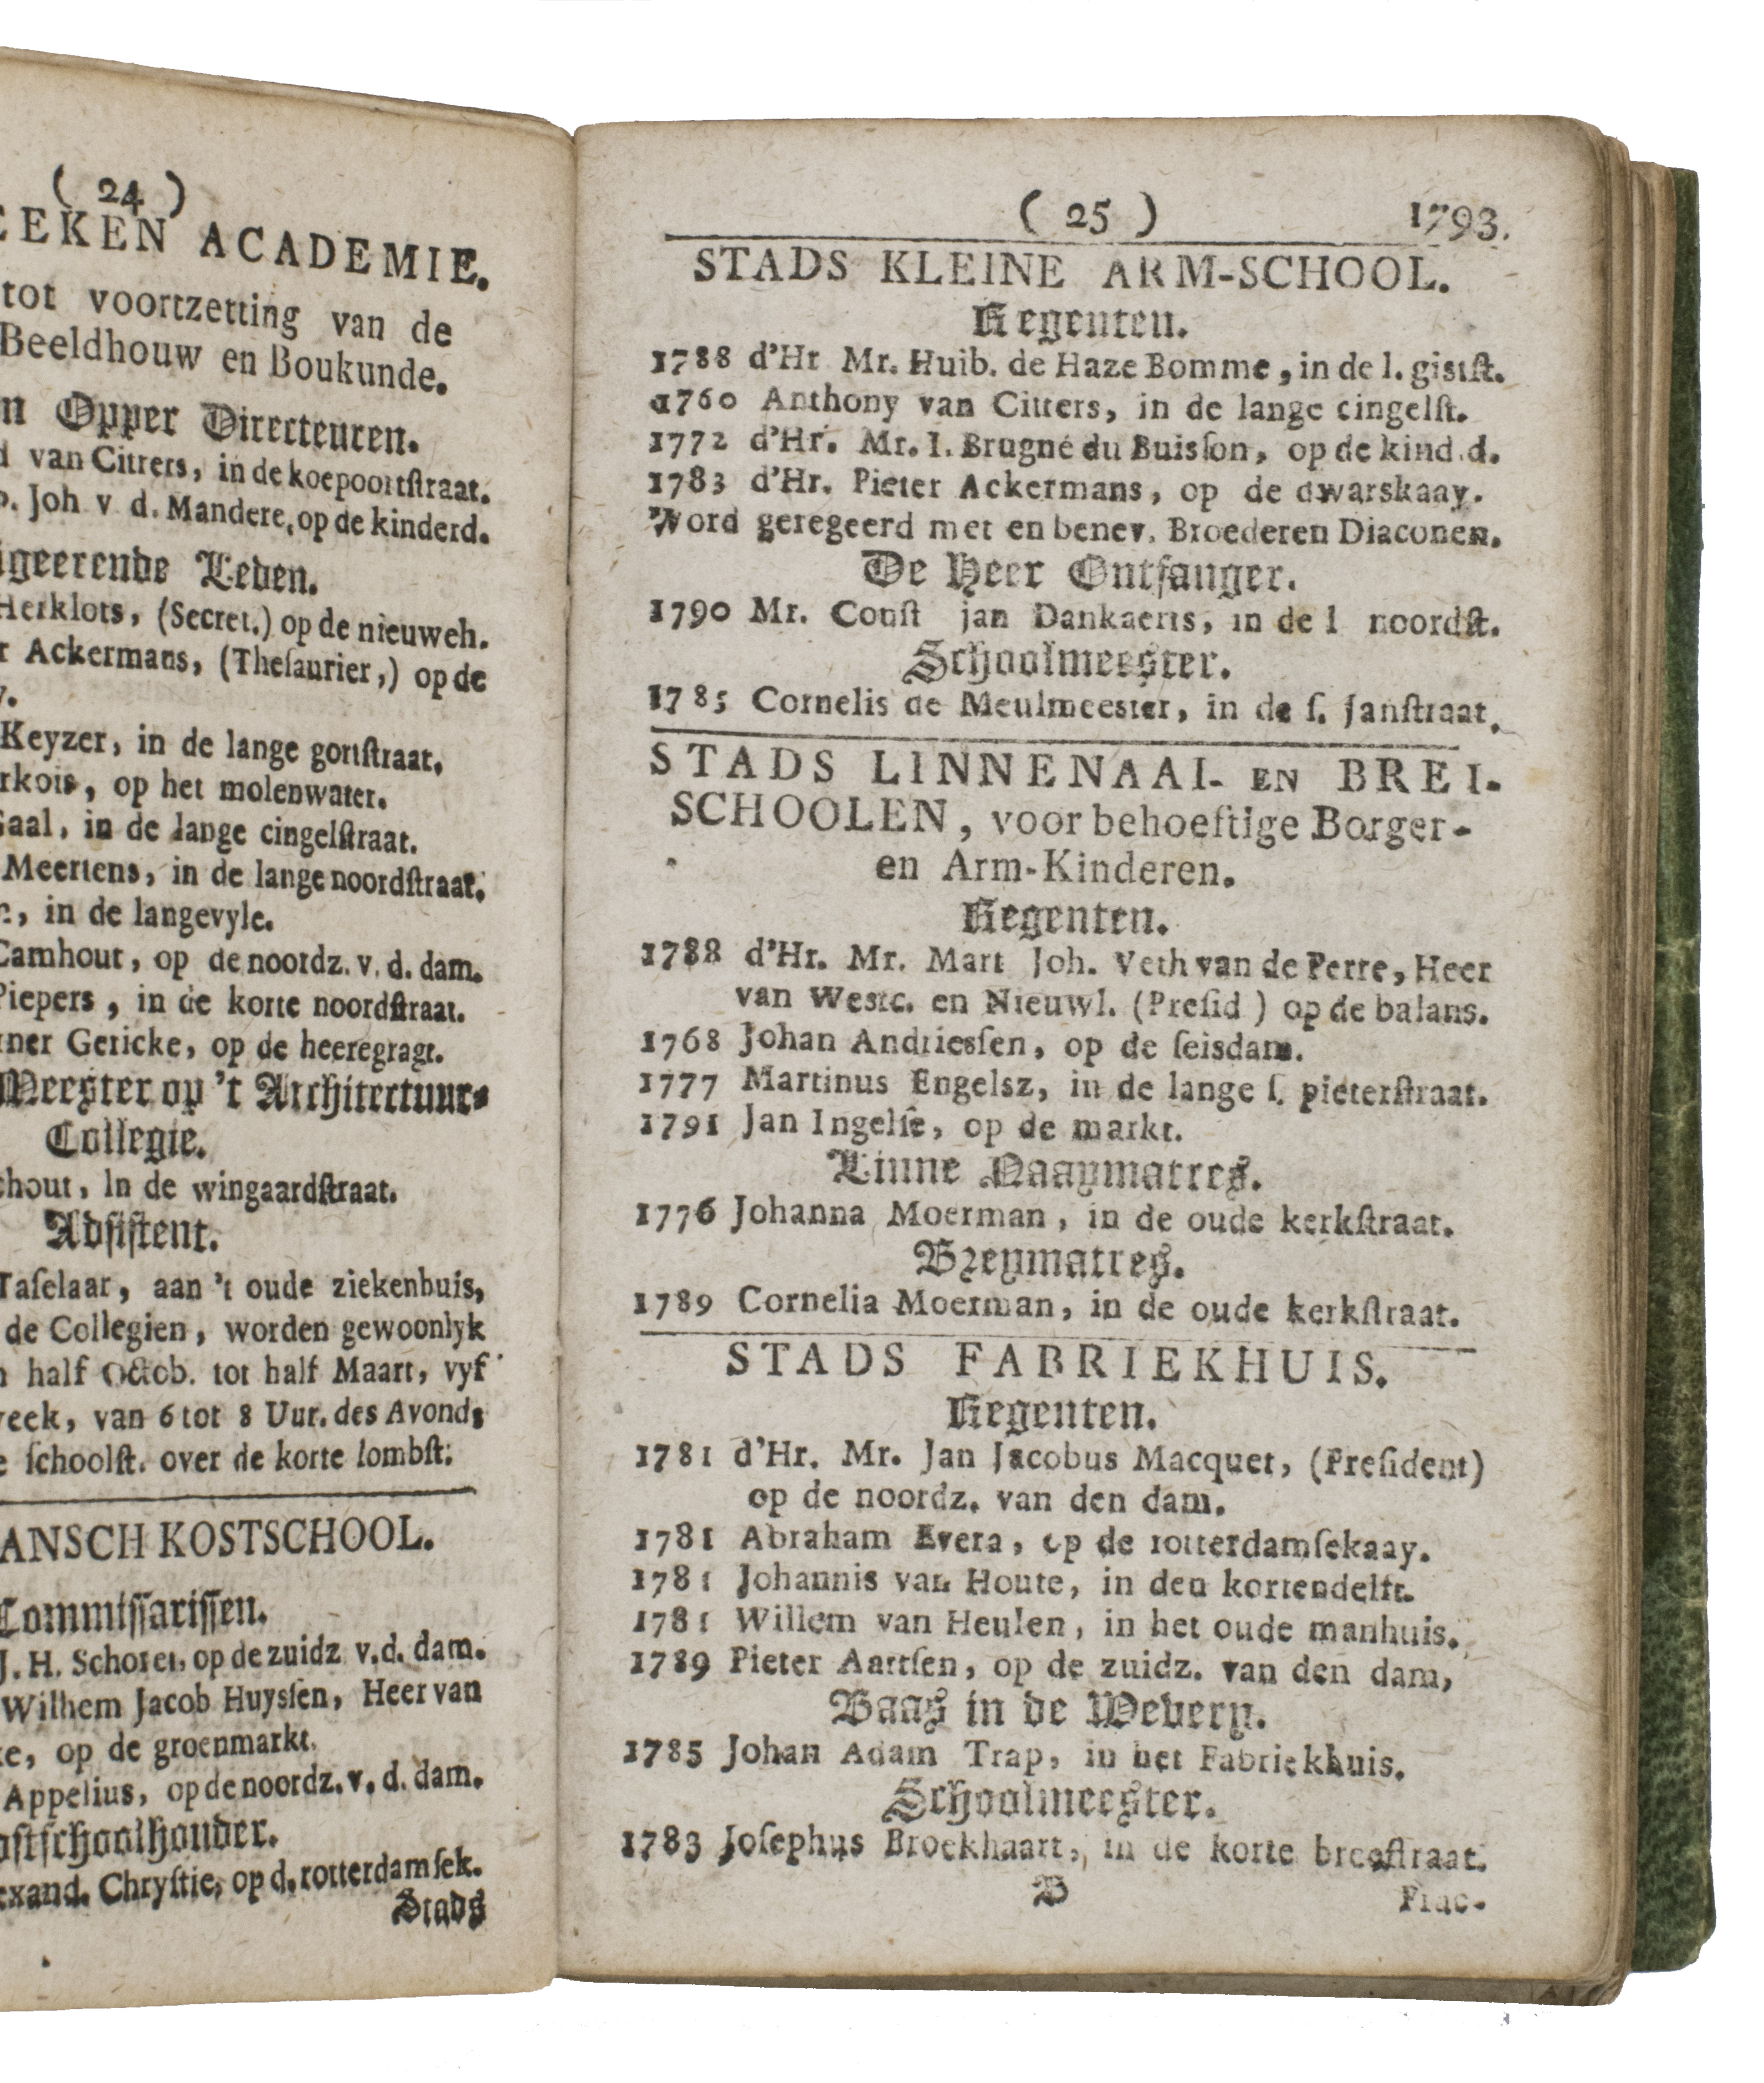 ( 24 )
EEKEN ACADEMIE.
tot voortzetting van de
Beeldhouw en Boukunde.
n Opper Directeuren.
d van Citters, in de koepoortſtraat.
Joh v d. Mandere, op de kinderd.
igeerende Leden.
Herklots, (Secret.) op de nieuweh.
r Ackermans, (Theſaurier,) op de
y.
Keyzer, in de lange gortſtraat.
rkois, op het molenwater.
Gaal, in de lange cingelſtraat.
Meertens, in de lange noordſtraat.
, in de langevyle.
Camhout, op de noordz. v. d. dam.
Piepers, in de korte noordſtraat.
ner Gericke, op de heeregragt.
Meeſter op 't Architectuur-
Collegie.
chout, In de wingaardſtraat.
Adſiſtent.
Taſelaar, aan 't oude ziekenhuis,
de Collegien, worden gewoonlyk
n half Octob. tot half Maart, vyf
eek, van 6 tot 8 Uur. des Avonds
e ſchoolſt. over de korte lombſt:
ANSCH KOSTSCHOOL.
Commiſſariſſen.
J. H. Schorer, op de zuidz v.d. dam.
Wilhem Jacob Huysſen, Heer van
ke, op de groenmarkt.
Appelius, op de noordz. v. d. dam.
oſtſchoolhouder.
exand. Chryſtie, op d. rotterdamſek.
Stads
( 25 ) 1793.
STADS KLEINE ARM-SCHOOL.
Regenten.
1788 d'Hr Mr. Huib. de Haze Bomme, in de l. gistſt.
1760 Anthony van Citters, in de lange cingelſt.
1772 d'Hr. Mr. I. Brugné du Buisſon, op de kind. d.
1783 d'Hr. Pieter Ackermans, op de dwarskaay.
Word geregeerd met en benev. Broederen Diaconen.
De Heer Ontfanger.
1790 Mr. Conſt jan Dankaerts, in de l noordſt.
Schoolmeeſter.
1785 Cornelis de Meulmeester, in de ſ. janſtraat.
STADS LINNENAAI- EN BREI-
SCHOOLEN, voor behoeftige Borger-
en Arm-Kinderen.
Regenten.
1788 d'Hr. Mr. Mart Joh. Veth van de Perre, Heer
van Westc. en Nieuwl. (Preſid ) op de balans.
1768 Johan Andriesſen, op de ſeisdam.
1777 Martinus Engelsz, in de lange ſ. pieterſtraat.
1791 Jan Ingelſe, op de markt.
Linne Naaymatres.
1776 Johanna Moerman, in de oude kerkſtraat.
Breymatres.
1789 Cornelia Moerman, in de oude kerkſtraat.
STADS FABRIEKHUIS.
Regenten.
1781 d'Hr. Mr. Jan Jacobus Macquet, (Preſident)
op de noordz. van den dam.
1781 Abraham Evera, op de rotterdamſekaay.
1781 Johannis van Houte, in den kortendelft.
1781 Willem van Heulen, in het oude manhuis.
1789 Pieter Aartſen, op de zuidz. van den dam,
Baas in de Wevery.
1785 Johan Adam Trap, in het Fabriekhuis.
Schoolmeeſter.
1783 Joſephus Broekhaart, in de korte breeſtraat.
B Frac-